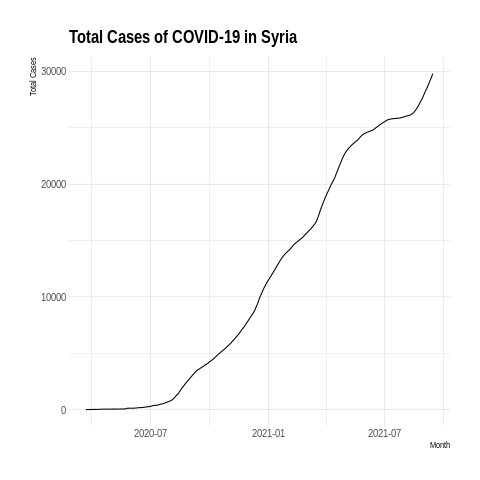 Total Cases of COVID-19 in Syria
Total Cases
30000
20000
10000
0
2020-07 2021-01 2021-07
Month